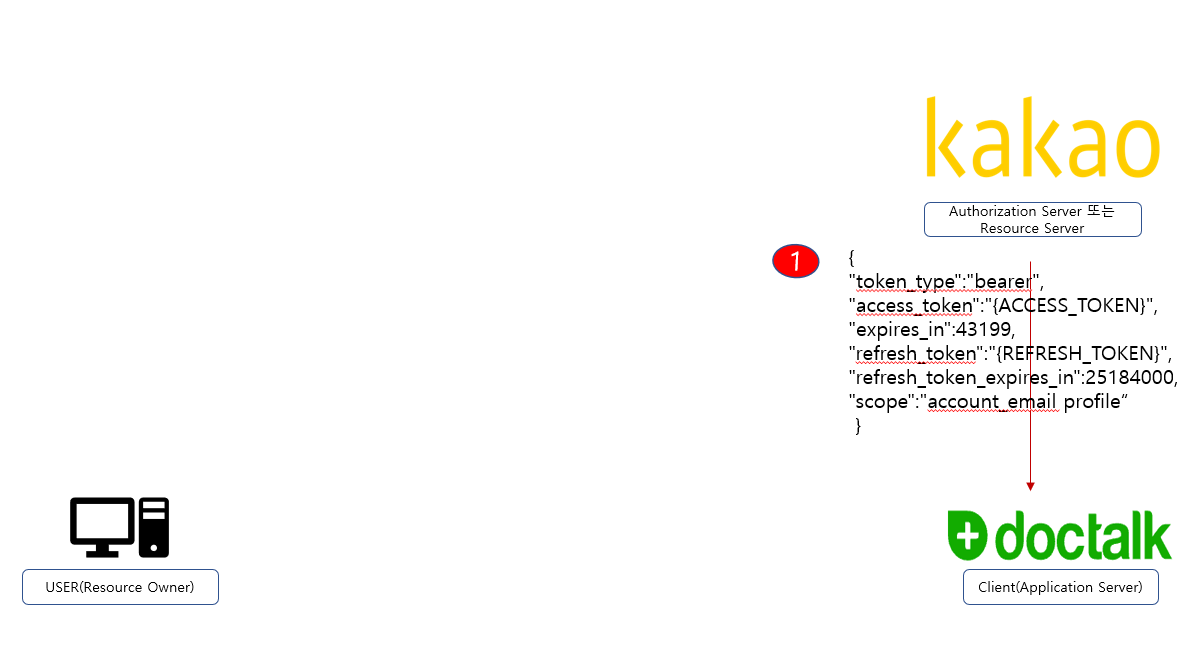 kakao
Authorization Server 또는
Resource Server
1
{
"token_type":"bearer",
"access_token":"{ACCESS_TOKEN}",
"expires_in":43199,
"refresh_token":"{REFRESH_TOKEN}",
"refresh_token_expires_in":25184000,
"scope":"account_email profile“
}
doctalk
USER(Resource Owner)
Client(Application Server)